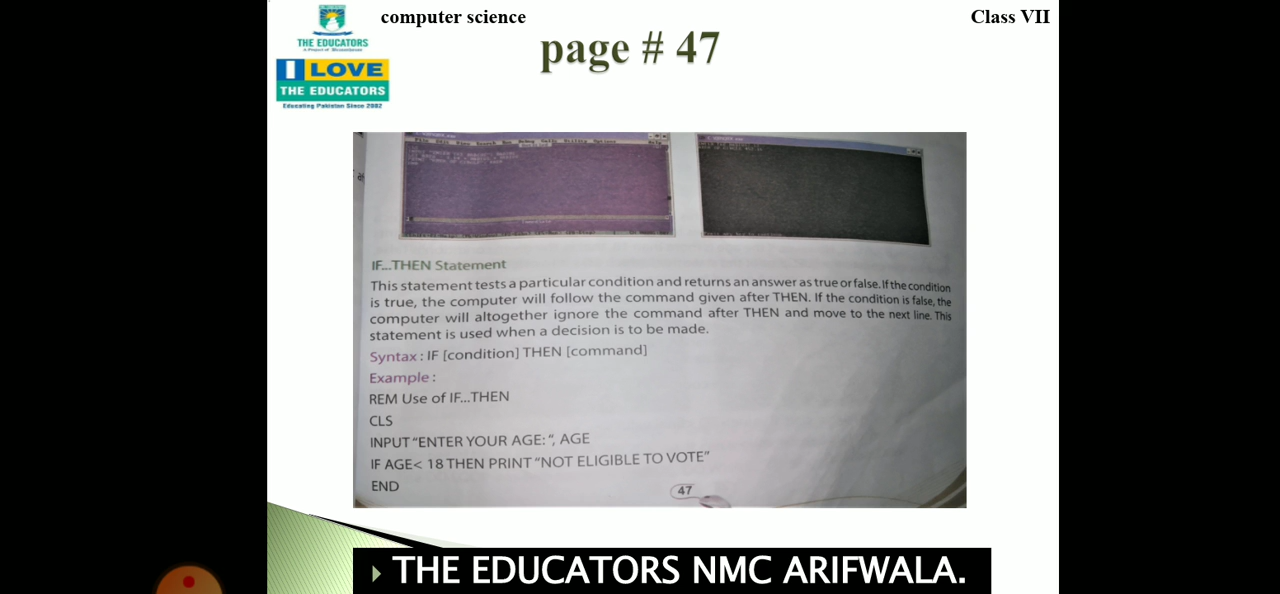 computer science
Class VII
THE EDUCATORS
page # 47
I LOVE
THE EDUCATORS
Educating Pakistan Since 2002
IF...THEN Statement
This statement tests a particular condition and returns an answer as true or false. If the condition
is true, the computer will follow the command given after THEN. If the condition is false, the
computer will altogether ignore the command after THEN and move to the next line. This
statement is used when a decision is to be made.
Syntax : IF [condition] THEN [command]
Example :
REM Use of IF...THEN
CLS
INPUT "ENTER YOUR AGE: ", AGE
IF AGE< 18 THEN PRINT "NOT ELIGIBLE TO VOTE"
END
47
THE EDUCATORS NMC ARIFWALA.